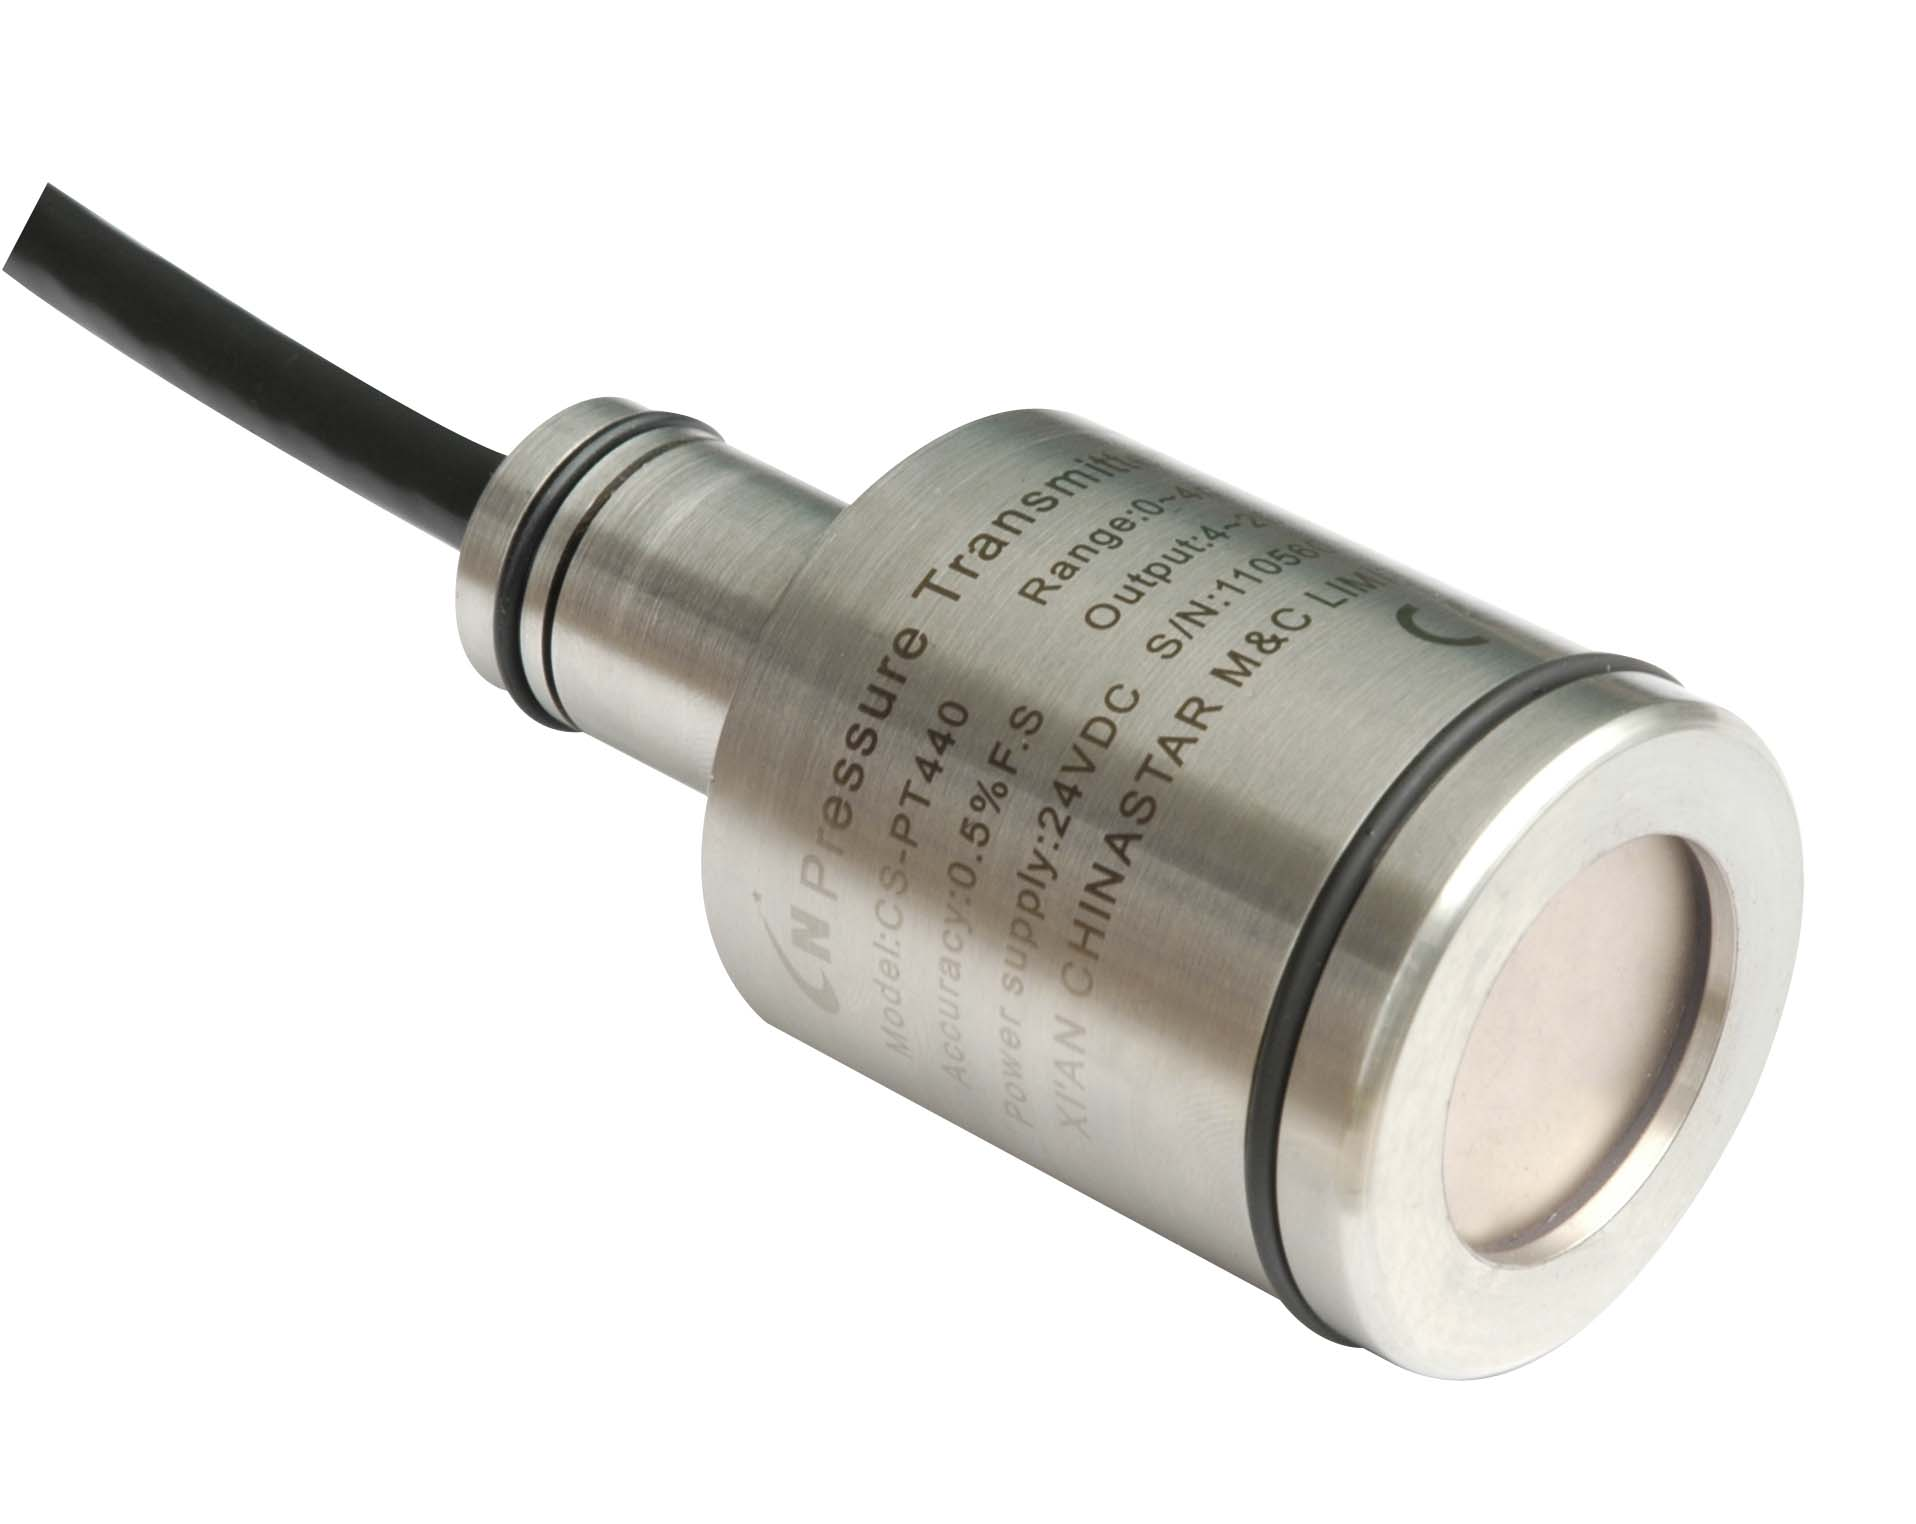 N Pressure Transmitt
Model:CS-PT440 Range:0~4
Accuracy:0.5%F.S Output:4~2
Power supply:24VDC S/N:11056
XI'AN CHINASTAR M&C LIMI
C